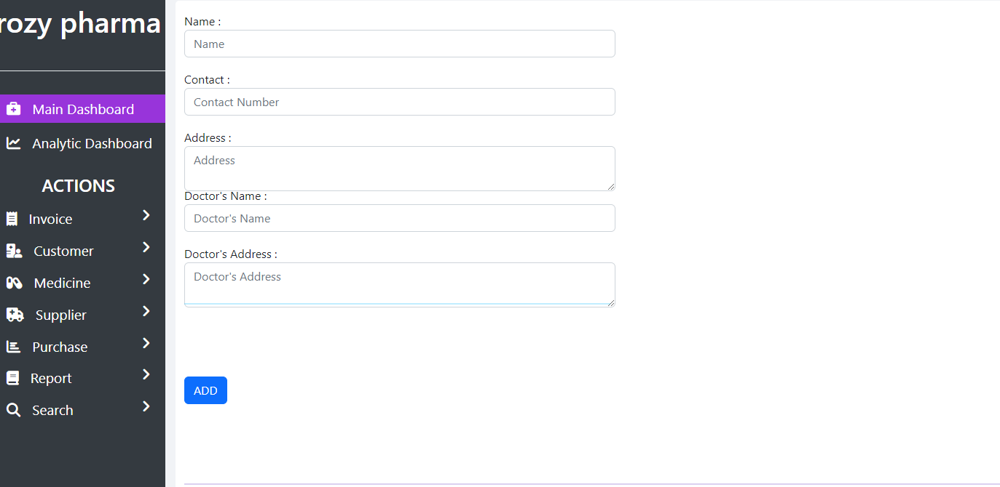 rozy pharma
Main Dashboard
Analytic Dashboard
ACTIONS
Invoice
Customer
Medicine
Supplier
Purchase
Report
Search
Name :
Name
Contact :
Contact Number
Address :
Address
Doctor's Name :
Doctor's Name
Doctor's Address :
Doctor's Address
ADD